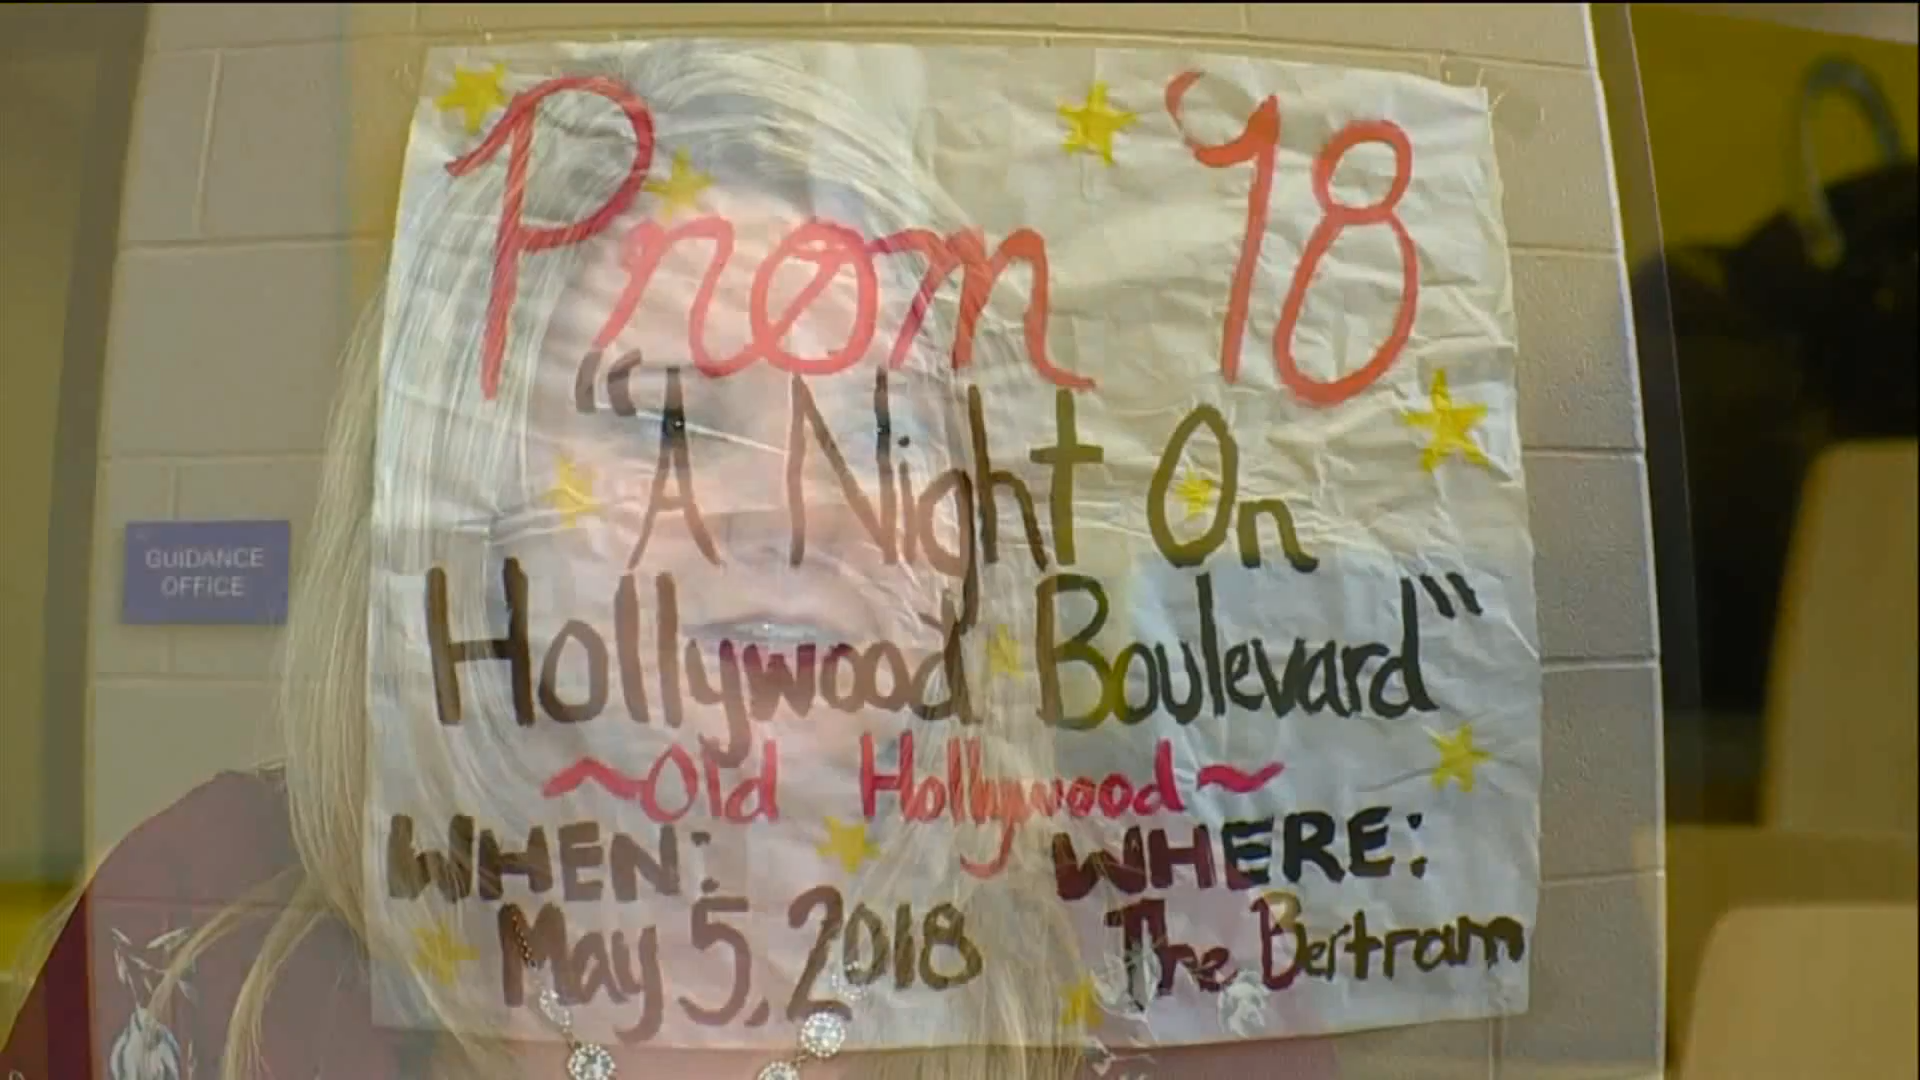 Prom '18
"A Night On
Hollywood Boulevard"
~Old Hollywood~
WHEN: WHERE:
May 5, 2018 The Bertram
GUIDANCE
OFFICE